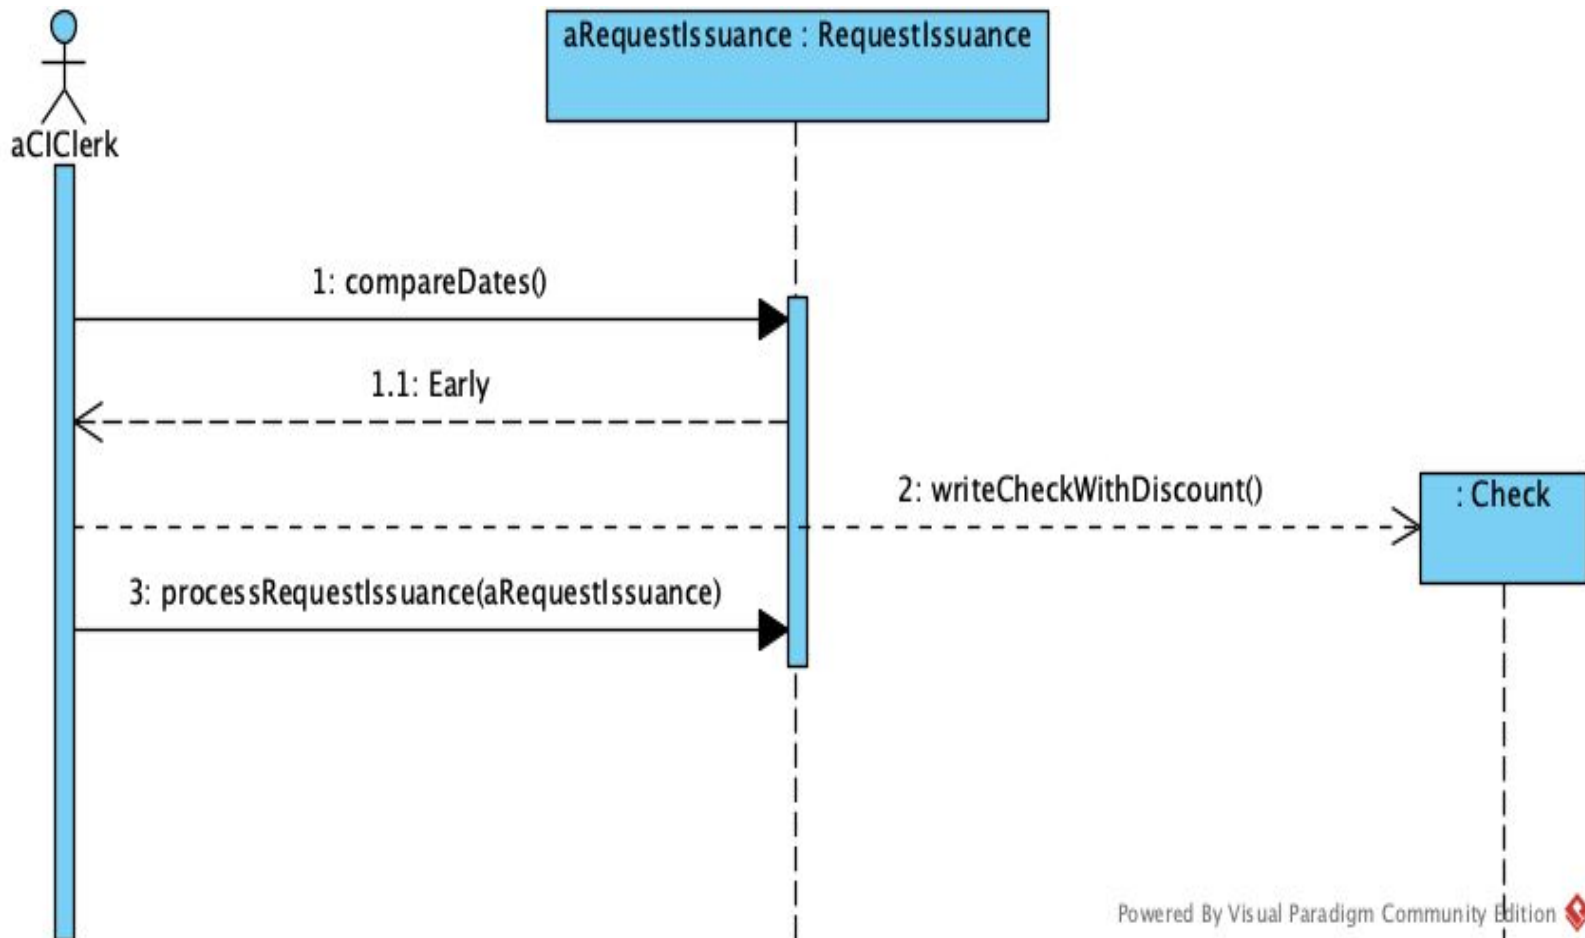 aRequestIssuance : RequestIssuance
aCIClerk
1: compareDates()
1.1: Early
2: writeCheckWithDiscount()
: Check
3: processRequestIssuance(aRequestIssuance)
Powered By Visual Paradigm Community Edition